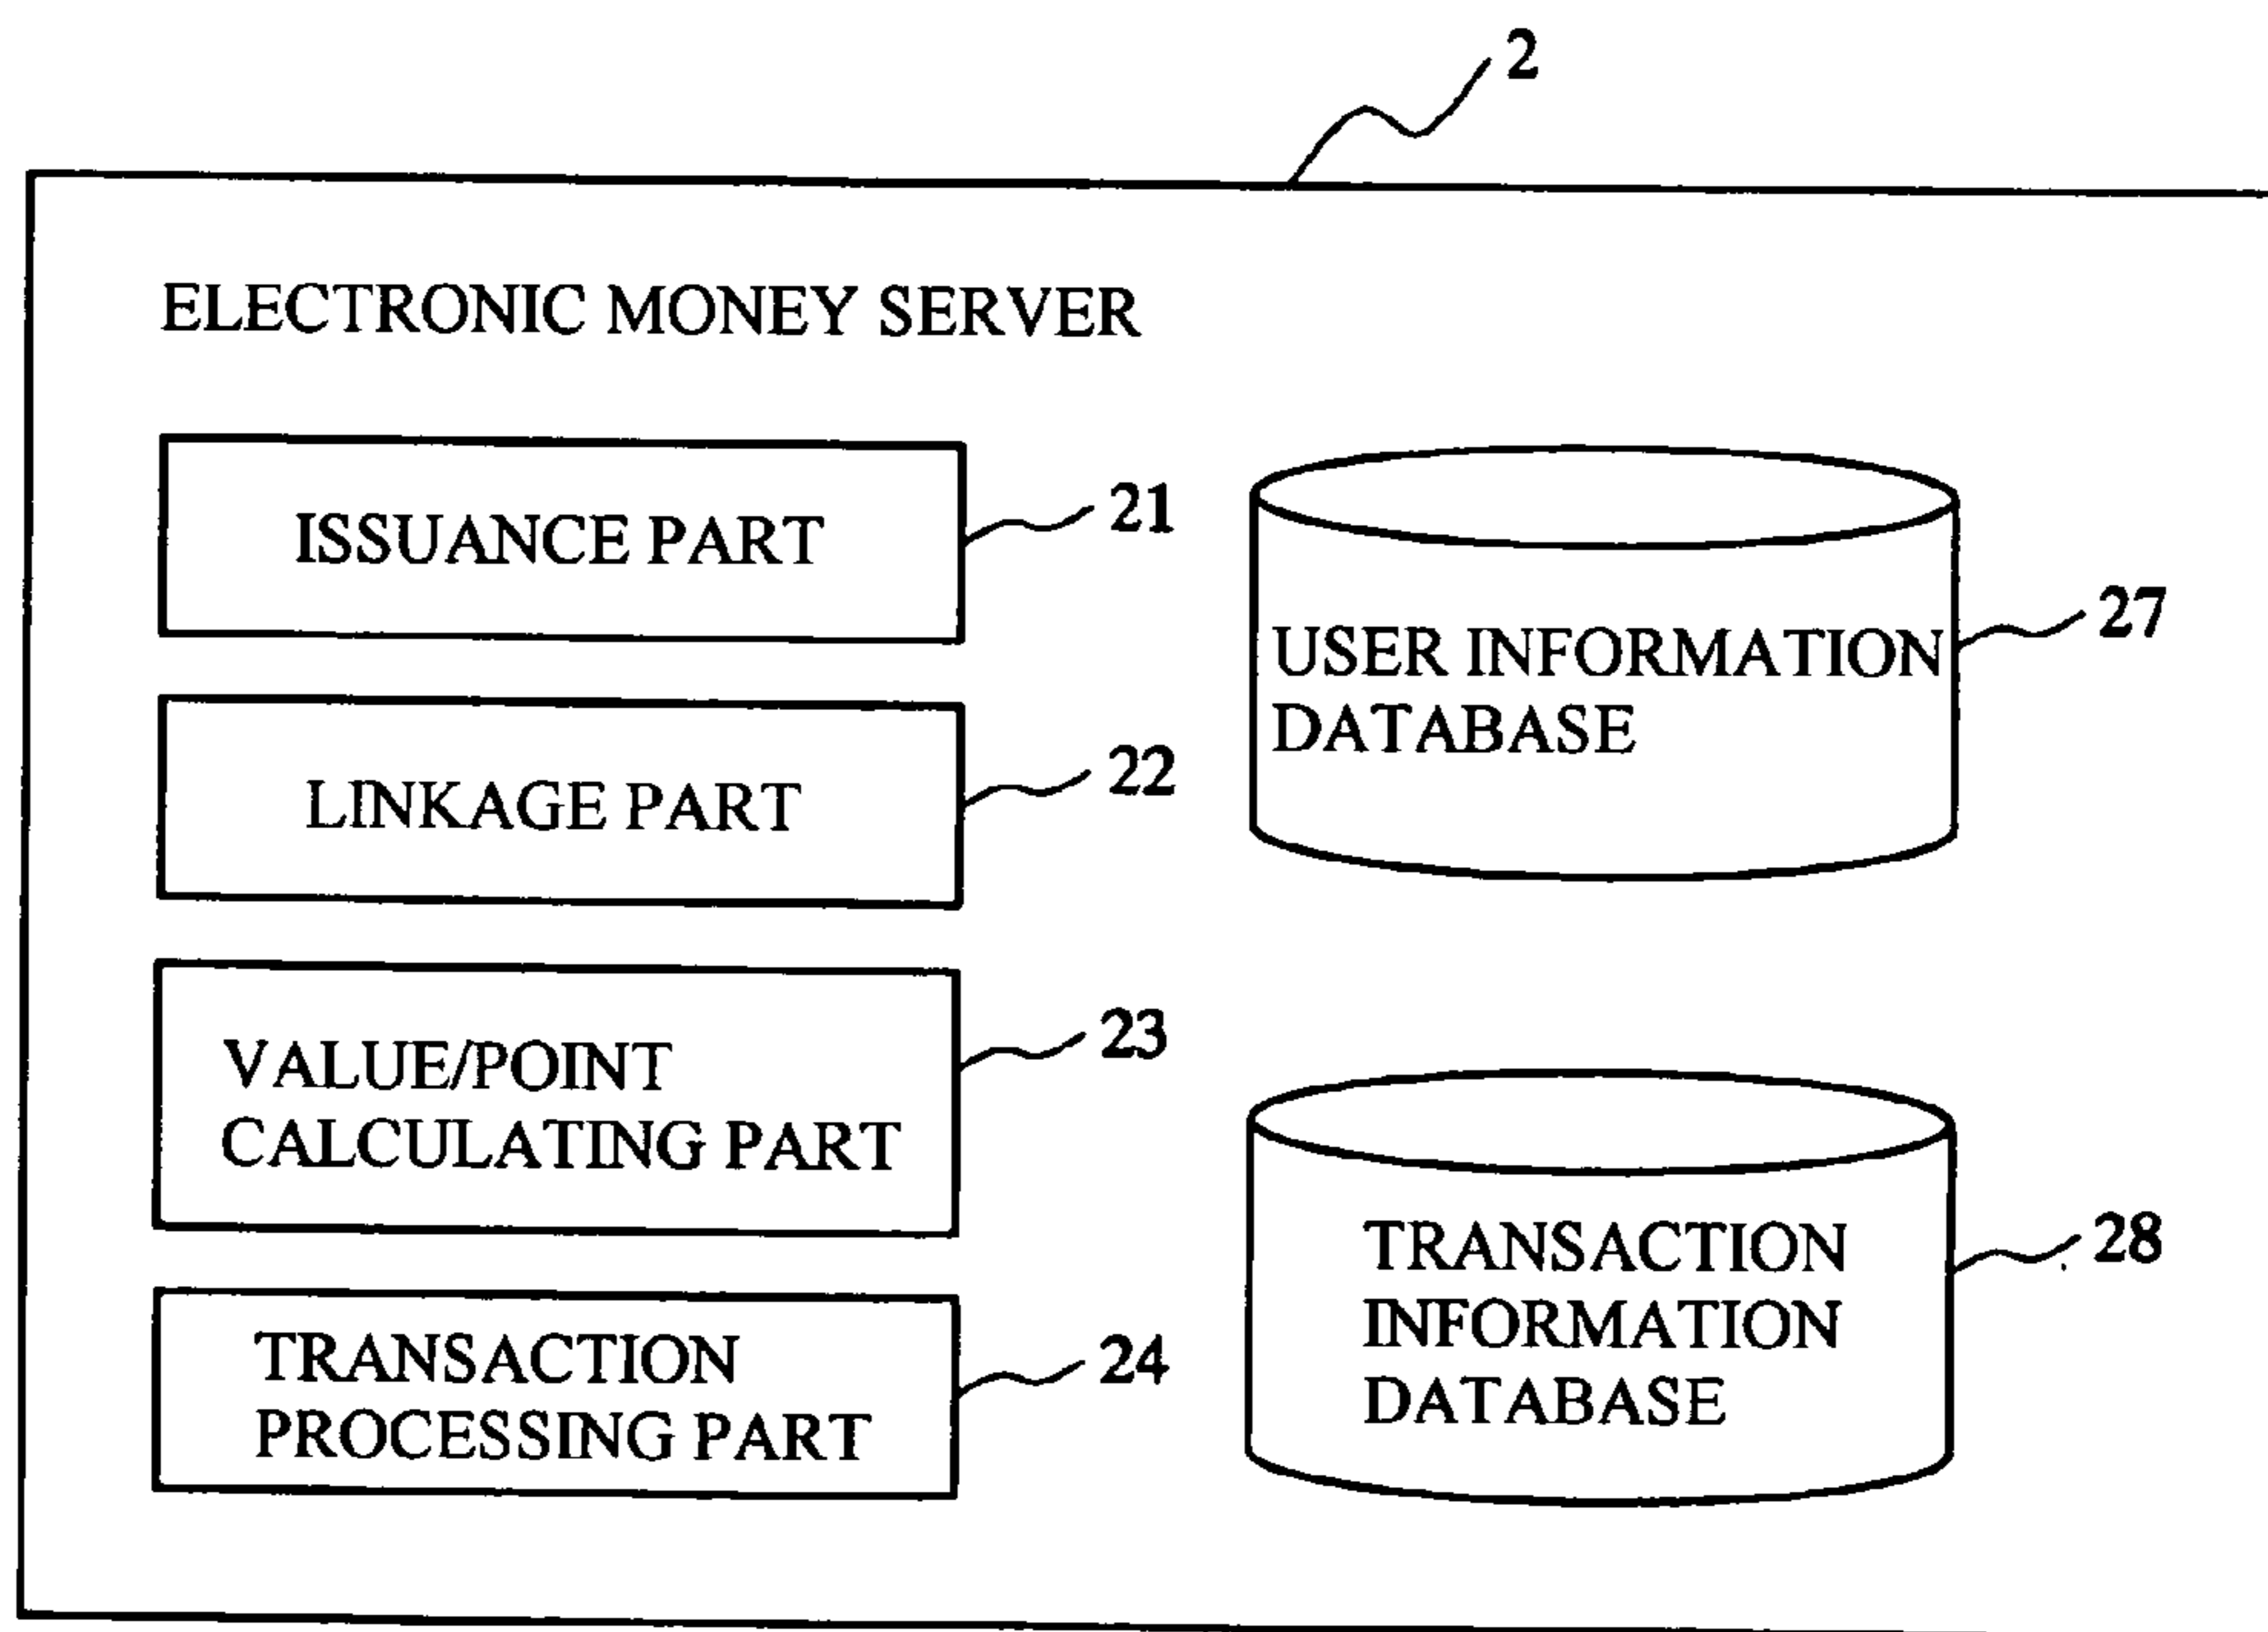 2
ELECTRONIC MONEY SERVER
ISSUANCE PART
21
LINKAGE PART
22
VALUE/POINT
CALCULATING PART
23
TRANSACTION
PROCESSING PART
24
USER INFORMATION
DATABASE
27
TRANSACTION
INFORMATION
DATABASE
28